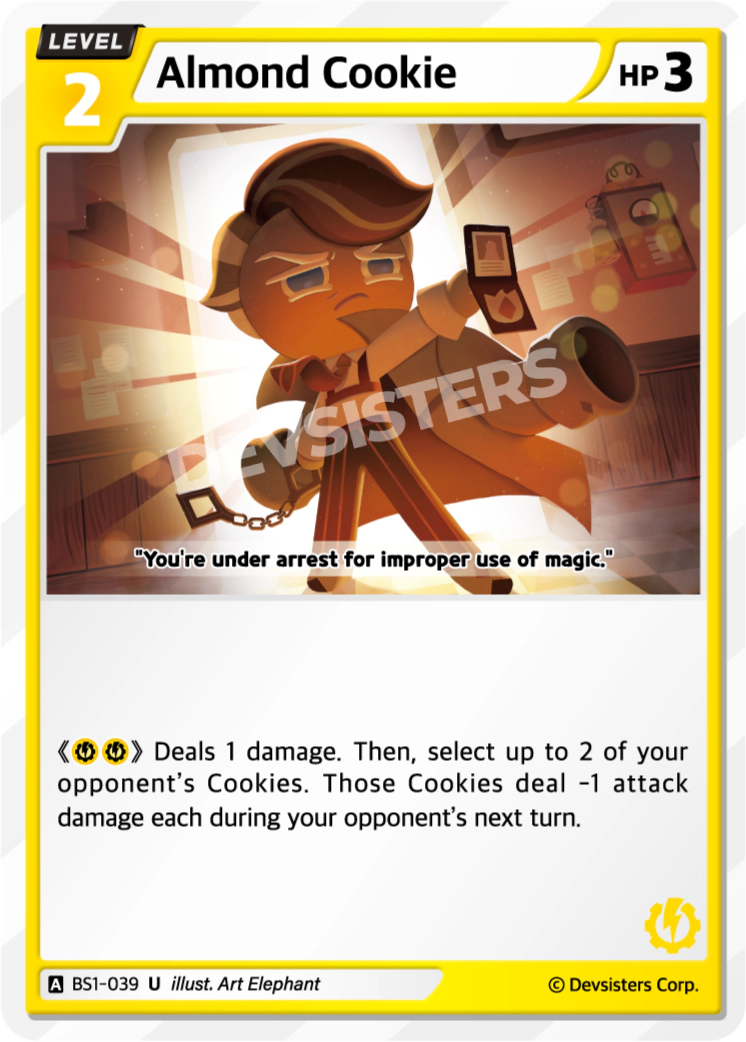 LEVEL
2
Almond Cookie
HP 3
DEVSISTERS
"You're under arrest for improper use of magic."
《 》 Deals 1 damage. Then, select up to 2 of your
opponent's Cookies. Those Cookies deal -1 attack
damage each during your opponent's next turn.
A BS1-039 U illust. Art Elephant
© Devsisters Corp.